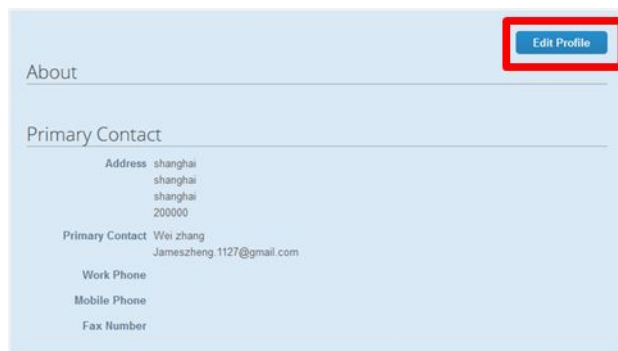 Edit Profile
About
Primary Contact
Address shanghai
shanghai
shanghai
200000
Primary Contact Wei zhang
Jameszheng.1127@gmail.com
Work Phone
Mobile Phone
Fax Number